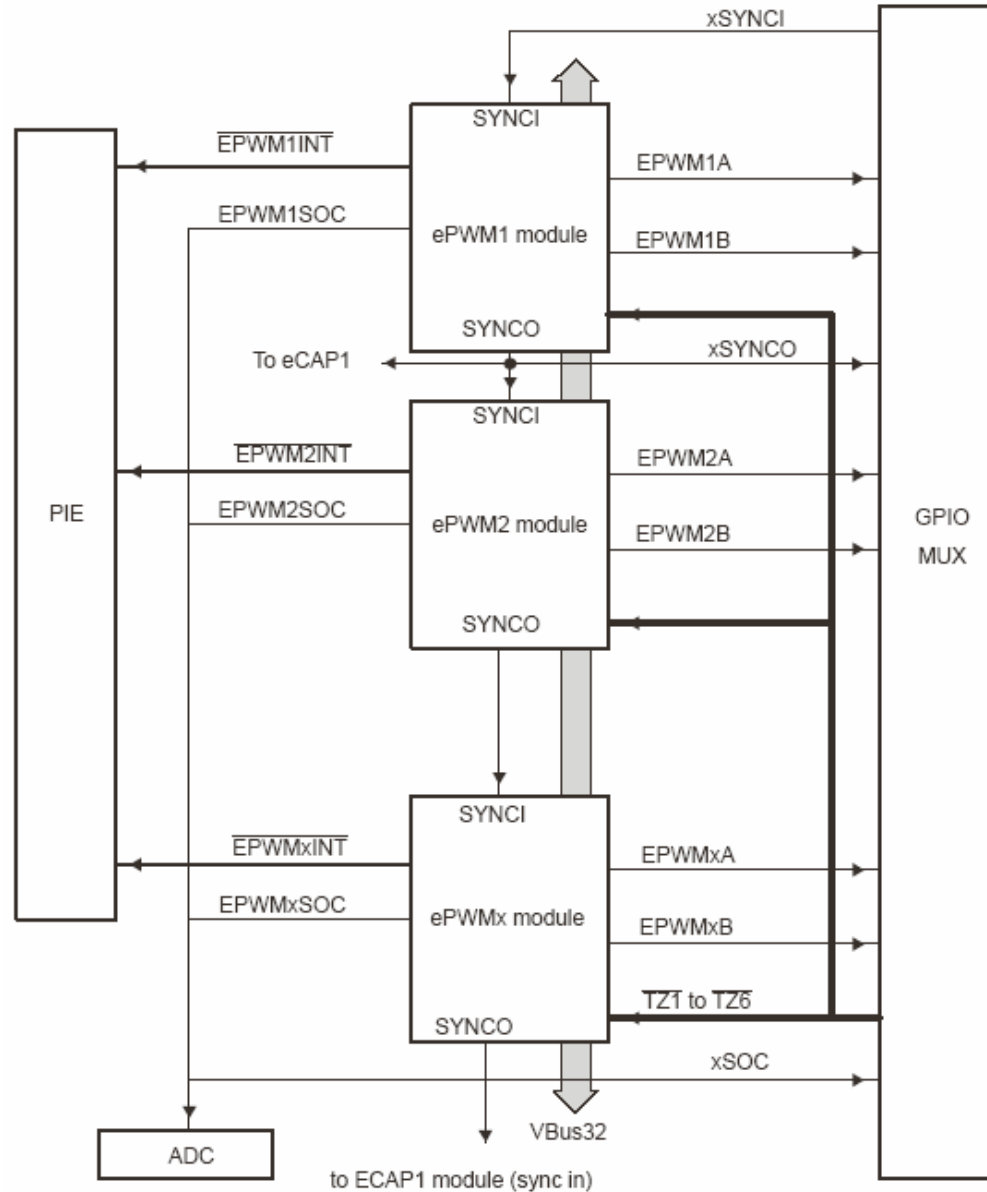 xSYNCI
SYNCI
EPWM1INT
EPWM1A
EPWM1SOC
ePWM1 module
EPWM1B
SYNCO
To eCAP1
xSYNCO
SYNCI
EPWM2INT
EPWM2A
PIE
EPWM2SOC
ePWM2 module
EPWM2B
GPIO
MUX
SYNCO
SYNCI
EPWMxINT
EPWMxA
EPWMxSOC
ePWMx module
EPWMxB
TZ1 to TZ6
SYNCO
xSOC
ADC
VBus32
to ECAP1 module (sync in)